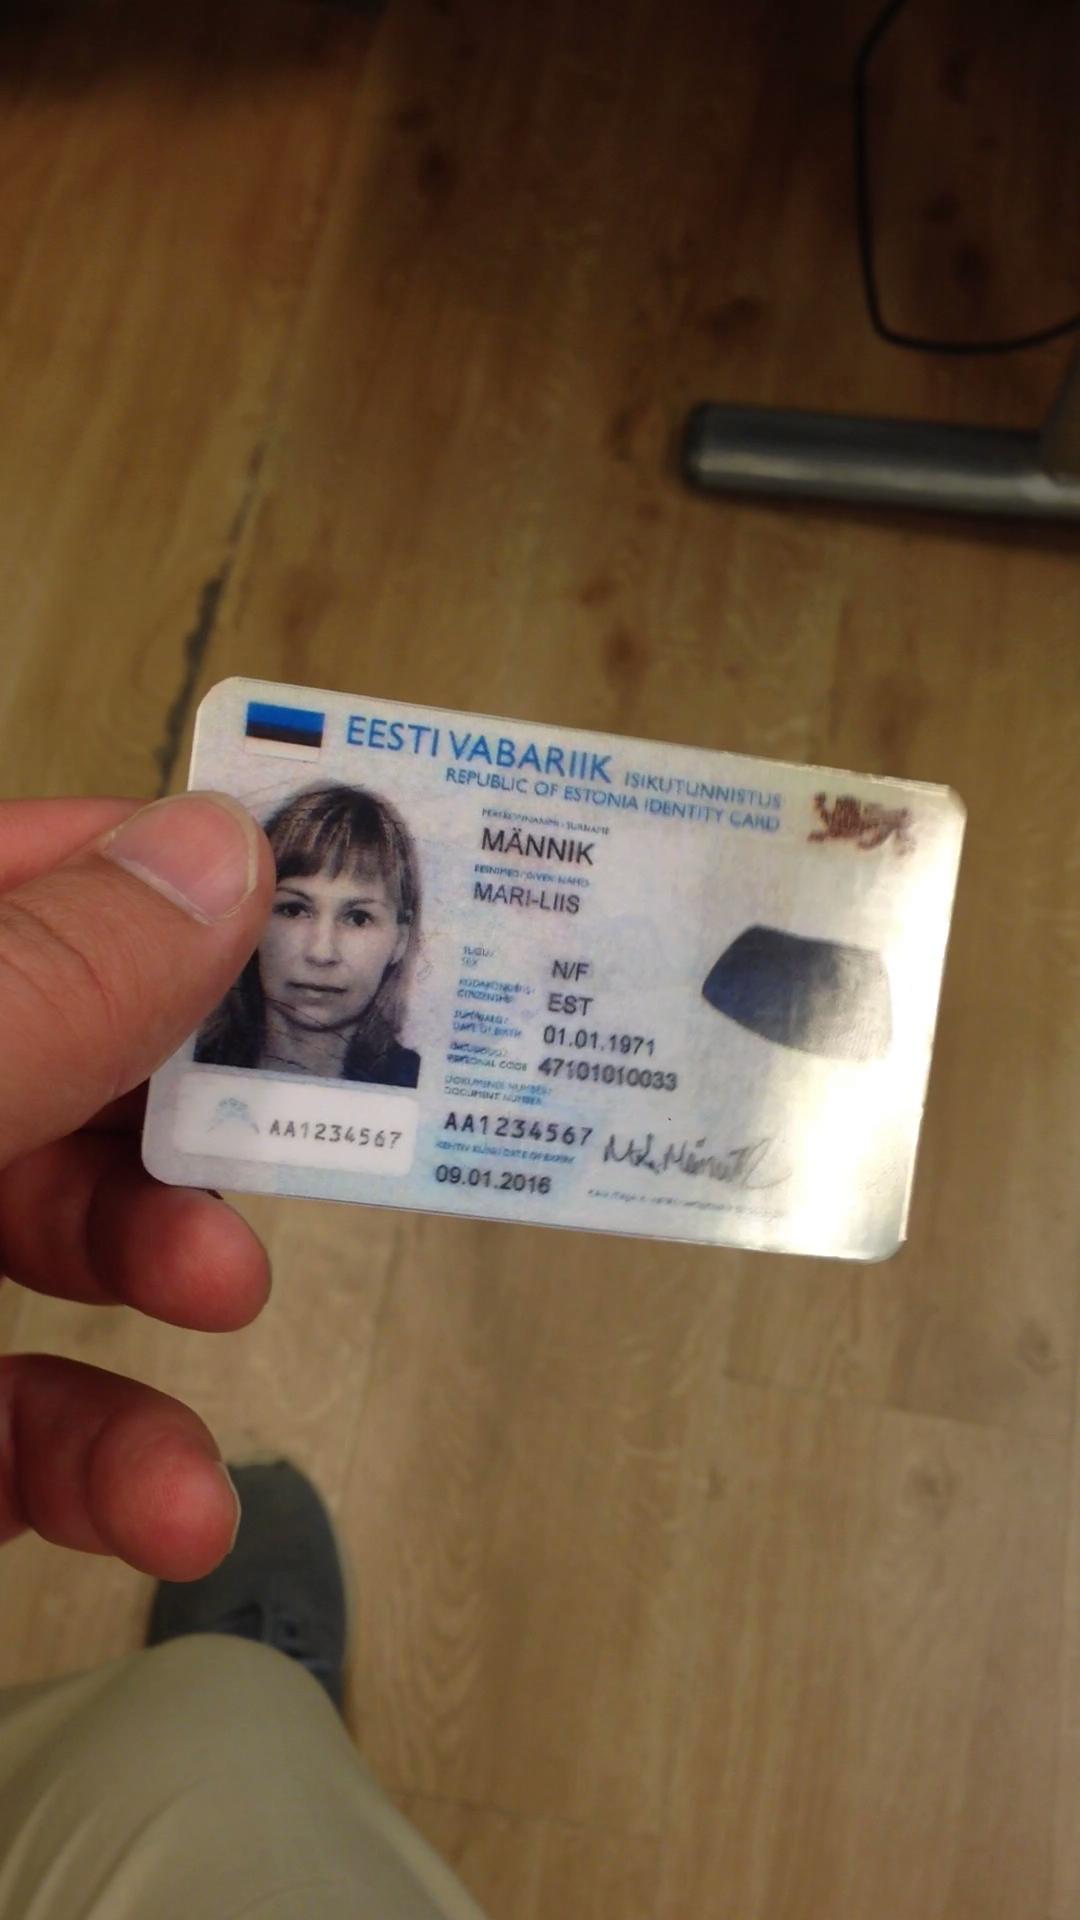 EESTI VABARIIK ISIKUTUNNISTUS
REPUBLIC OF ESTONIA IDENTITY CARD
PEREKONNANIMI / SURNAME
MÄNNIK
EESNIMED / GIVEN NAMES
MARI-LIIS
SUGU / SEX
N/F
KODAKONDSUS / CITIZENSHIP
EST
SÜNNIAEG / DATE OF BIRTH
01.01.1971
ISIKUKOOD / PERSONAL CODE
47101010033
DOKUMENDI NUMBER / DOCUMENT NUMBER
AA1234567
AA1234567
KEHTIV KUNI / DATE OF EXPIRY
09.01.2016